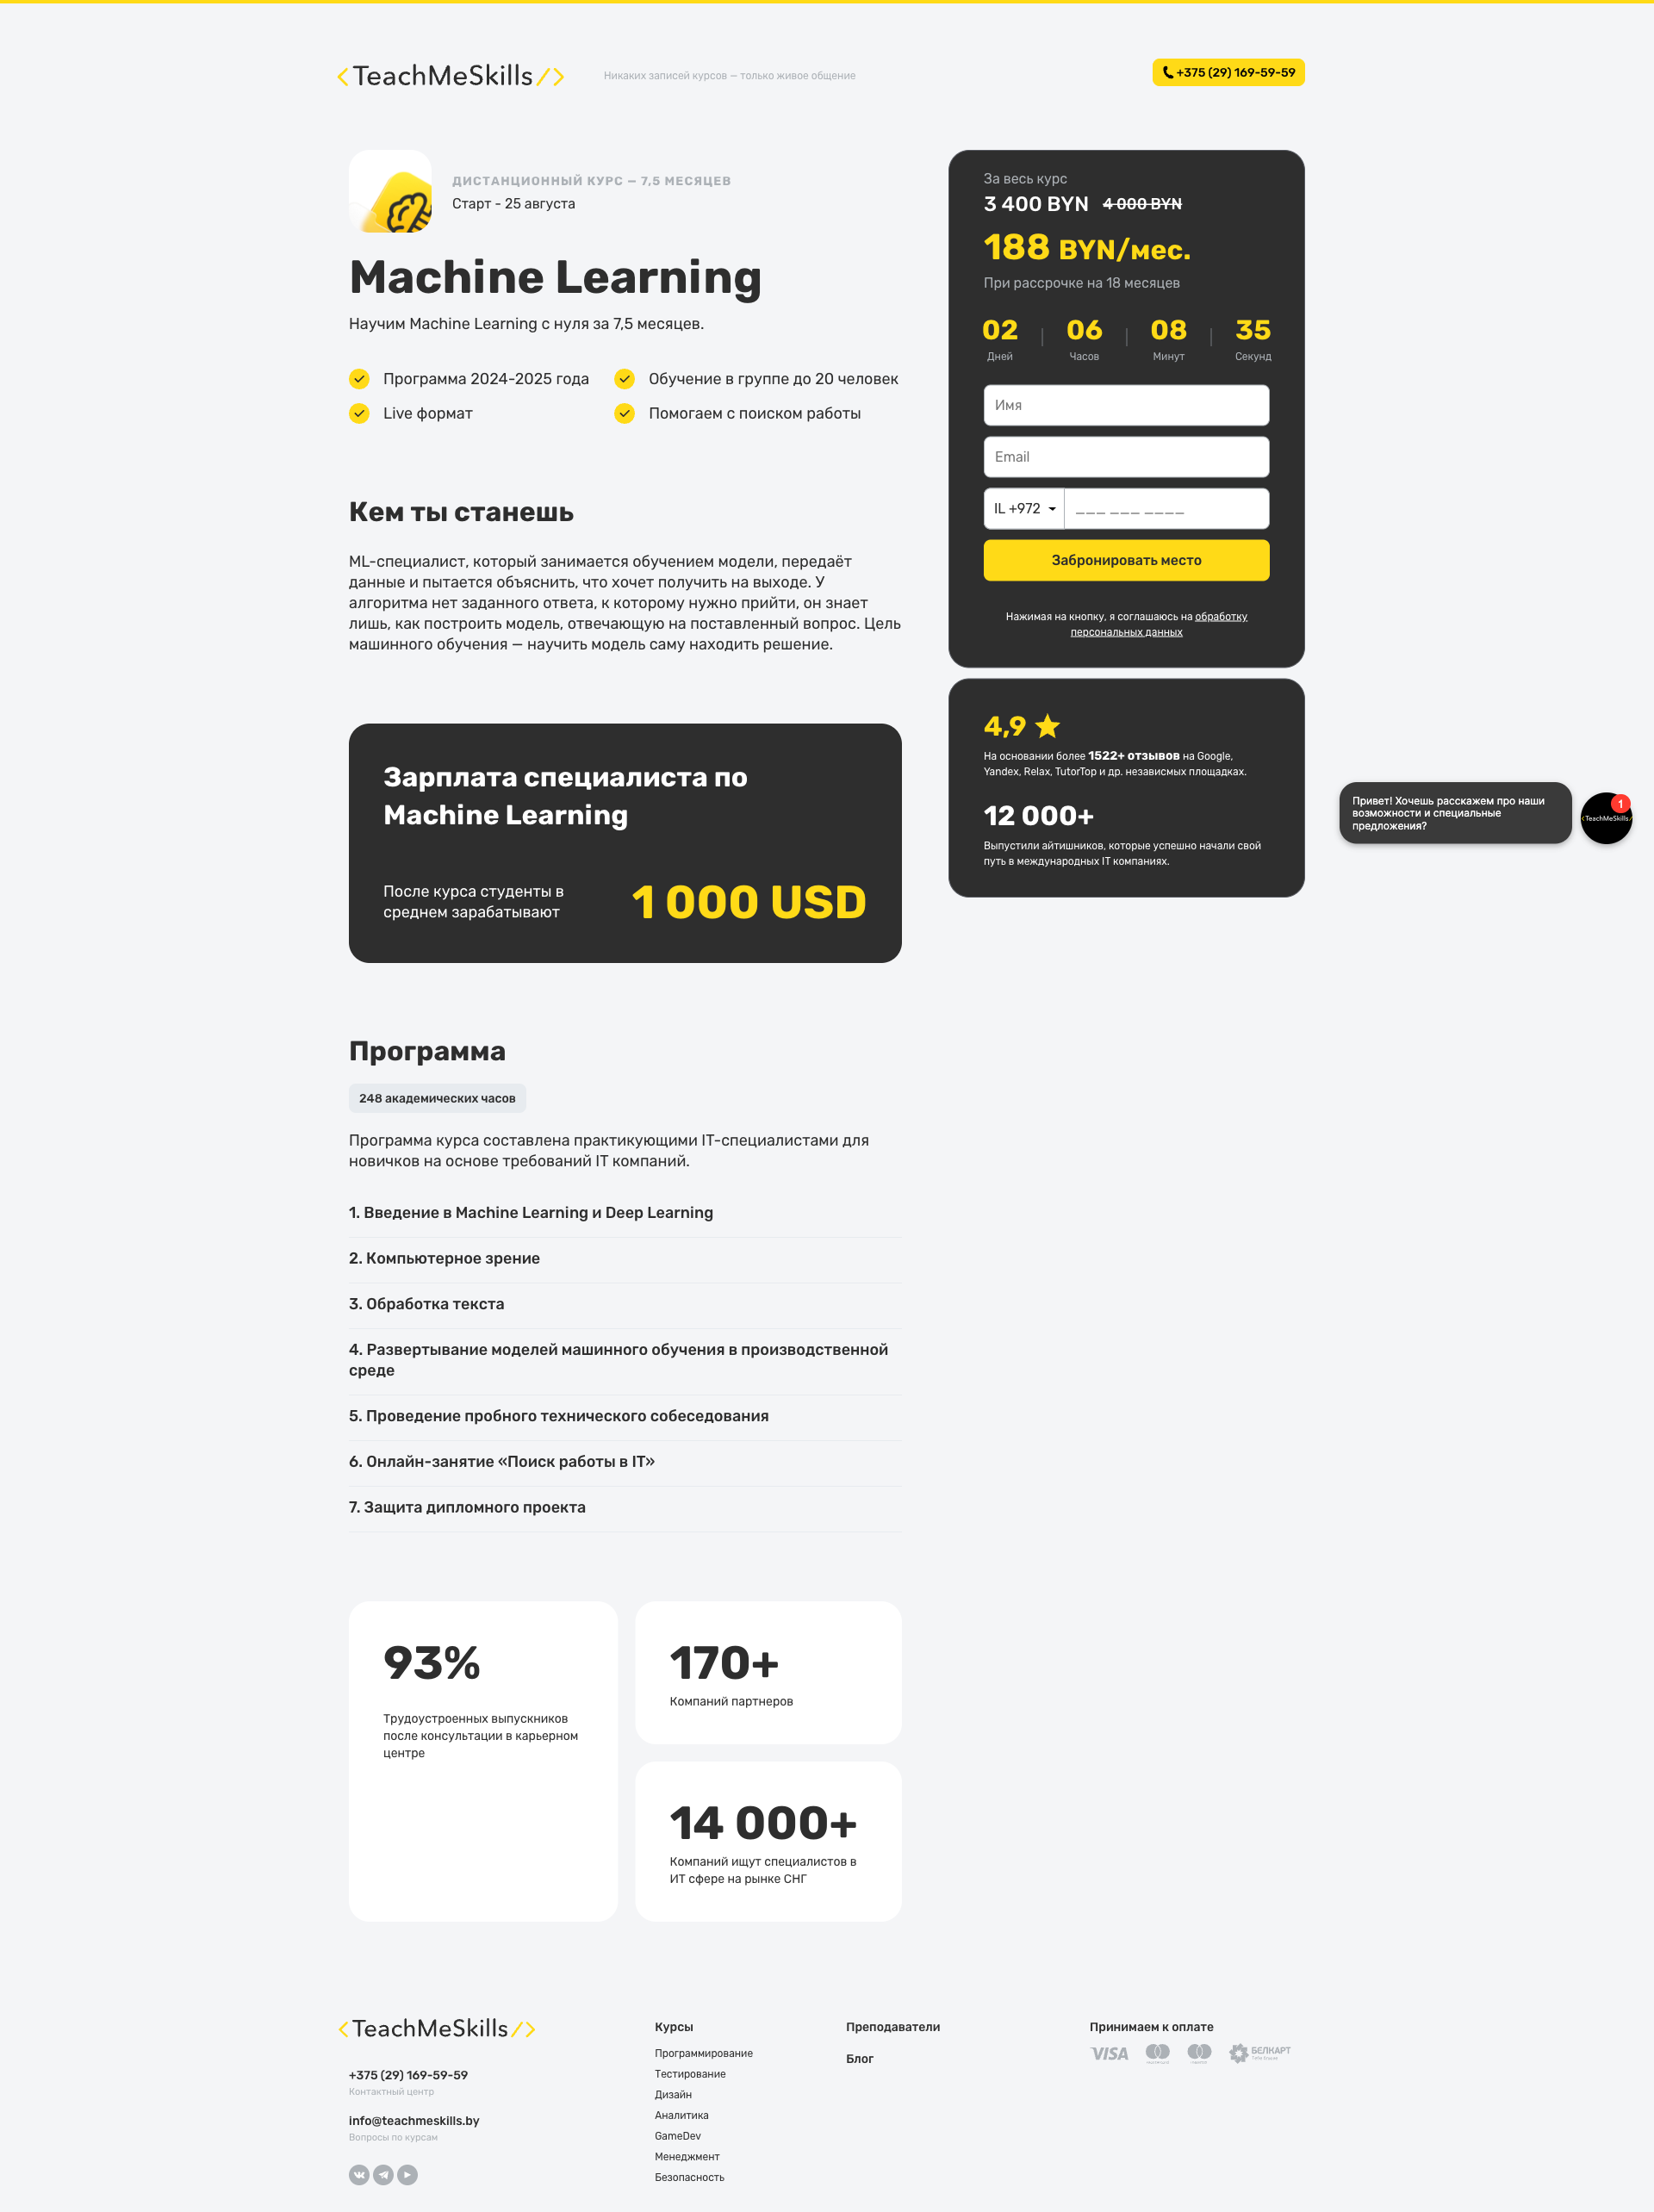 <TeachMeSkills/>
Никаких записей курсов — только живое общение
+375 (29) 169-59-59
ДИСТАНЦИОННЫЙ КУРС — 7,5 МЕСЯЦЕВ
Старт - 25 августа
Machine Learning
Научим Machine Learning с нуля за 7,5 месяцев.
Программа 2024-2025 года
Обучение в группе до 20 человек
Live формат
Помогаем с поиском работы
Кем ты станешь
ML-специалист, который занимается обучением модели, передаёт
данные и пытается объяснить, что хочет получить на выходе. У
алгоритма нет заданного ответа, к которому нужно прийти, он знает
лишь, как построить модель, отвечающую на поставленный вопрос. Цель
машинного обучения — научить модель саму находить решение.
Зарплата специалиста по
Machine Learning
После курса студенты в
среднем зарабатывают
1 000 USD
Программа
248 академических часов
Программа курса составлена практикующими IT-специалистами для
новичков на основе требований IT компаний.
1. Введение в Machine Learning и Deep Learning
2. Компьютерное зрение
3. Обработка текста
4. Развертывание моделей машинного обучения в производственной
среде
5. Проведение пробного технического собеседования
6. Онлайн-занятие «Поиск работы в IT»
7. Защита дипломного проекта
93%
Трудоустроенных выпускников
после консультации в карьерном
центре
170+
Компаний партнеров
14 000+
Компаний ищут специалистов в
ИТ сфере на рынке СНГ
За весь курс
3 400 BYN 4 000 BYN
188 BYN/мес.
При рассрочке на 18 месяцев
02 06 08 35
Дней Часов Минут Секунд
Имя
Email
IL +972 ___ ___ ____
Забронировать место
Нажимая на кнопку, я соглашаюсь на обработку
персональных данных
4,9
На основании более 1522+ отзывов на Google,
Yandex, Relax, TutorTop и др. независмых площадках.
12 000+
Выпустили айтишников, которые успешно начали свой
путь в международных IT компаниях.
Привет! Хочешь расскажем про наши
возможности и специальные
предложения?
1
<TeachMeSkills/
<TeachMeSkills/>
+375 (29) 169-59-59
Контактный центр
info@teachmeskills.by
Вопросы по курсам
Курсы
Программирование
Тестирование
Дизайн
Аналитика
GameDev
Менеджмент
Безопасность
Преподаватели
Блог
Принимаем к оплате
VISA
БЕЛКАРТ